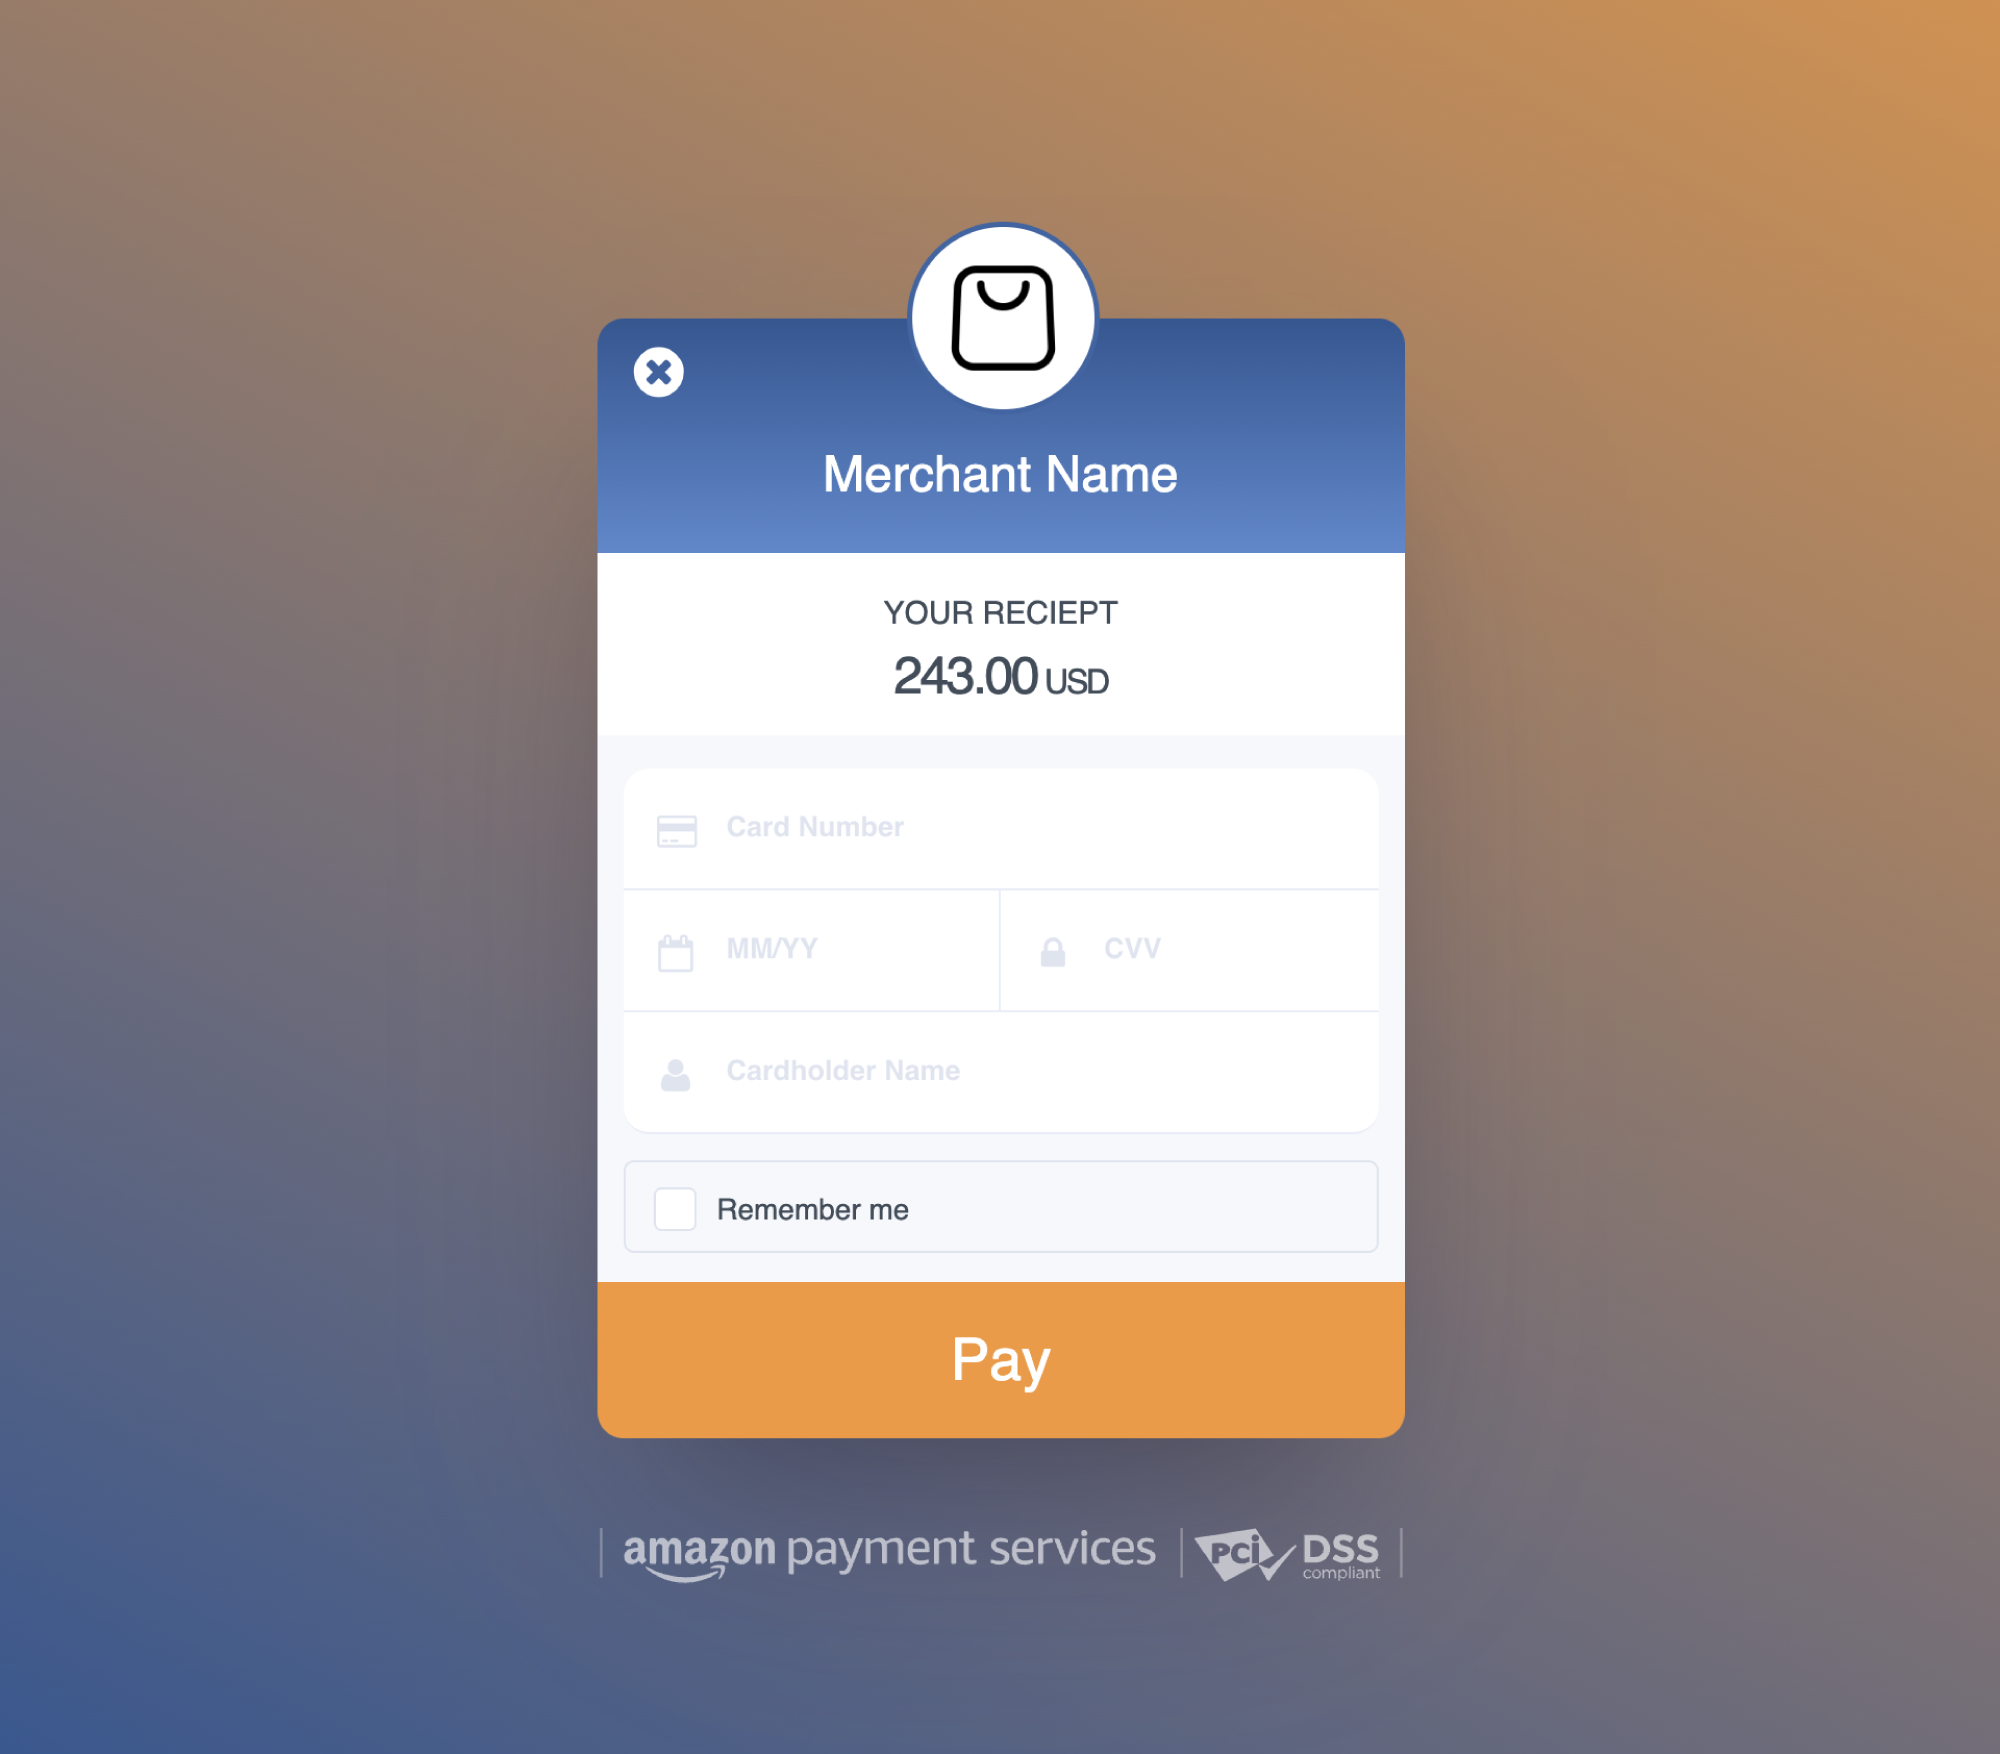 Merchant Name
YOUR RECIEPT
243.00 USD
Card Number
MM/YY
CVV
Cardholder Name
Remember me
Pay
amazon payment services
PCi DSS
compliant